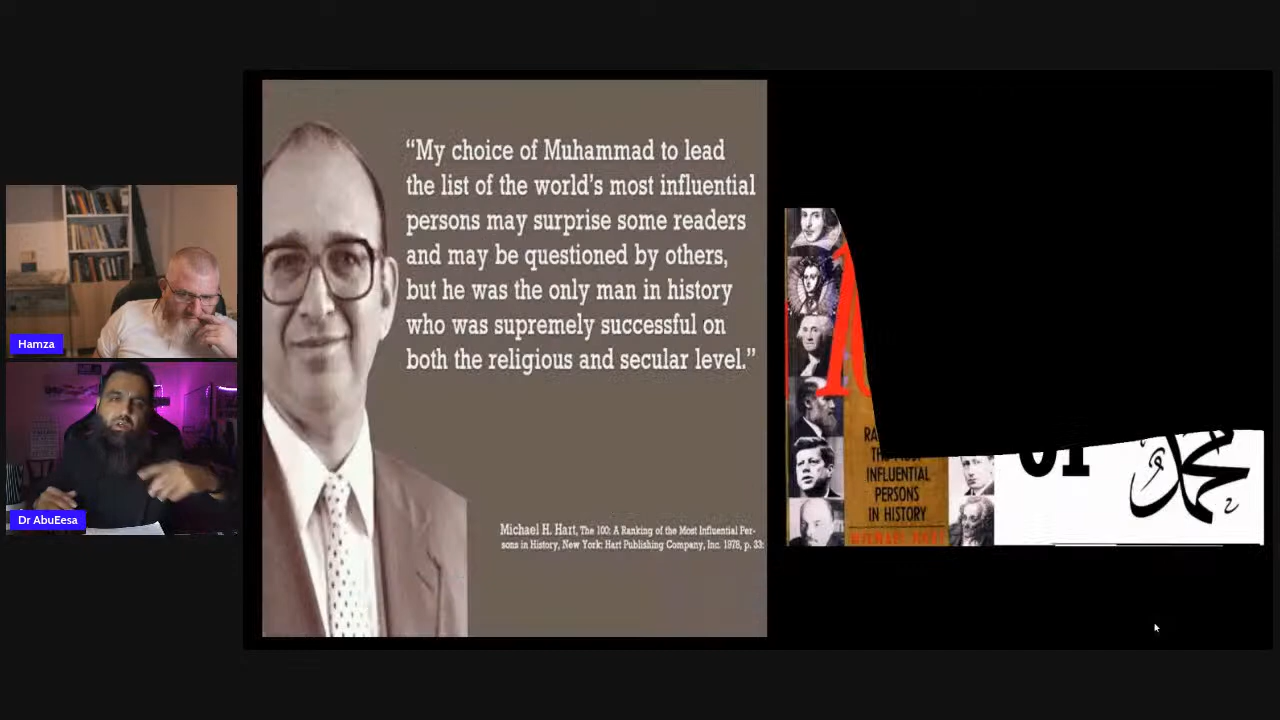 Hamza
Dr AbuEesa
“My choice of Muhammad to lead
the list of the world’s most influential
persons may surprise some readers
and may be questioned by others,
but he was the only man in history
who was supremely successful on
both the religious and secular level.”
Michael H. Hart, The 100: A Ranking of the Most Influential Per-
sons in History, New York: Hart Publishing Company, Inc. 1978, p. 33:
RA
THE MOST
INFLUENTIAL
PERSONS
IN HISTORY
محمد